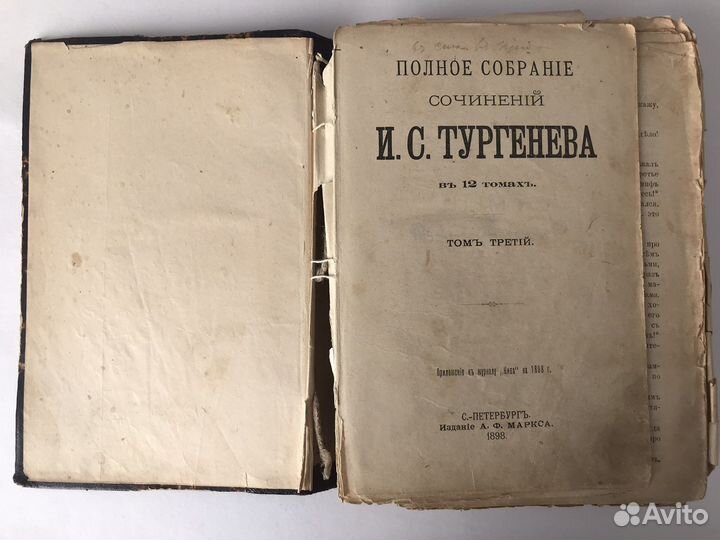 ПОЛНОЕ СОБРАНІЕ
СОЧИНЕНІЙ
И. С. ТУРГЕНЕВА
въ 12 томахъ.
ТОМЪ ТРЕТІЙ.
Приложеніе къ журналу „Нива“ на 1898 г.
С.-ПЕТЕРБУРГЪ.
Изданіе А. Ф. МАРКСА.
1898.
Avito